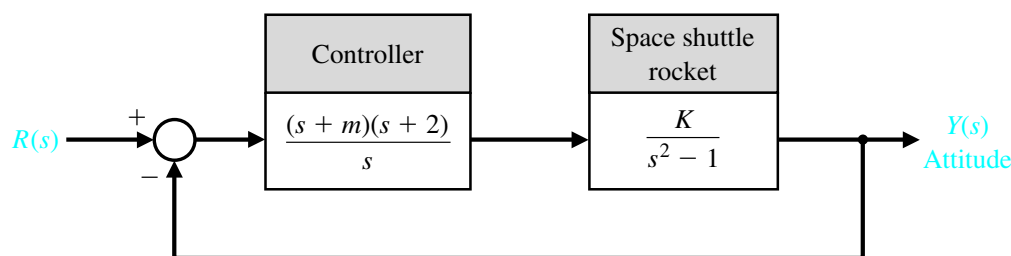 Controller
Space shuttle
rocket
R(s)
+
−
(s + m)(s + 2)
s
K
s² − 1
Y(s)
Attitude